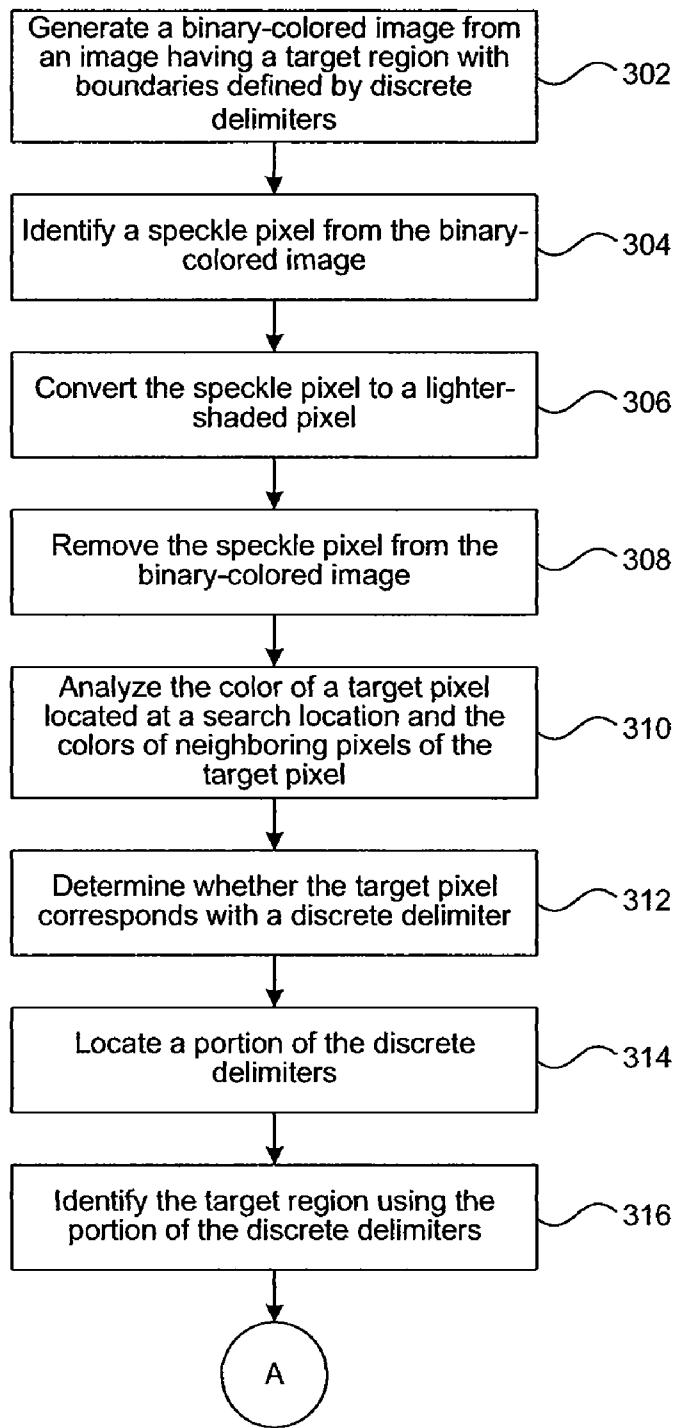 Generate a binary-colored image from
an image having a target region with
boundaries defined by discrete
delimiters
302
Identify a speckle pixel from the binary-
colored image
304
Convert the speckle pixel to a lighter-
shaded pixel
306
Remove the speckle pixel from the
binary-colored image
308
Analyze the color of a target pixel
located at a search location and the
colors of neighboring pixels of the
target pixel
310
Determine whether the target pixel
corresponds with a discrete delimiter
312
Locate a portion of the discrete
delimiters
314
Identify the target region using the
portion of the discrete delimiters
316
A